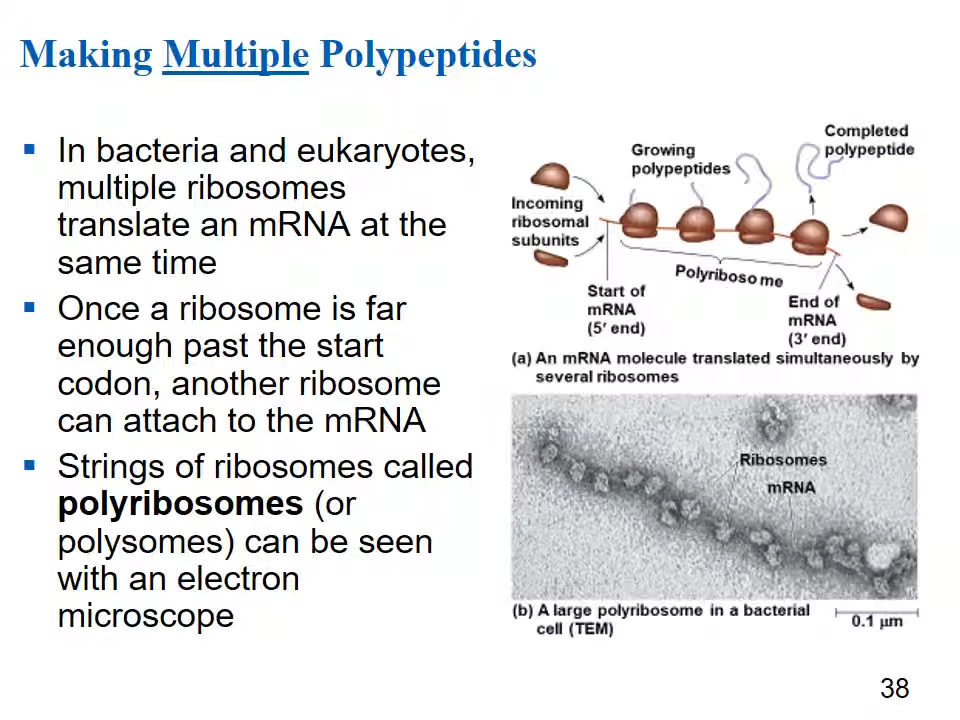 Making Multiple Polypeptides
▪ In bacteria and eukaryotes,
multiple ribosomes
translate an mRNA at the
same time
▪ Once a ribosome is far
enough past the start
codon, another ribosome
can attach to the mRNA
▪ Strings of ribosomes called
polyribosomes (or
polysomes) can be seen
with an electron
microscope
Growing
polypeptides
Completed
polypeptide
Incoming
ribosomal
subunits
Polyribosome
Start of
mRNA
(5′ end)
End of
mRNA
(3′ end)
(a) An mRNA molecule translated simultaneously by
several ribosomes
Ribosomes
mRNA
(b) A large polyribosome in a bacterial
cell (TEM)
0.1 μm
38